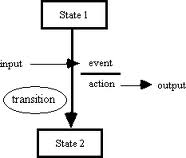 State 1
input
event
action
output
transition
State 2